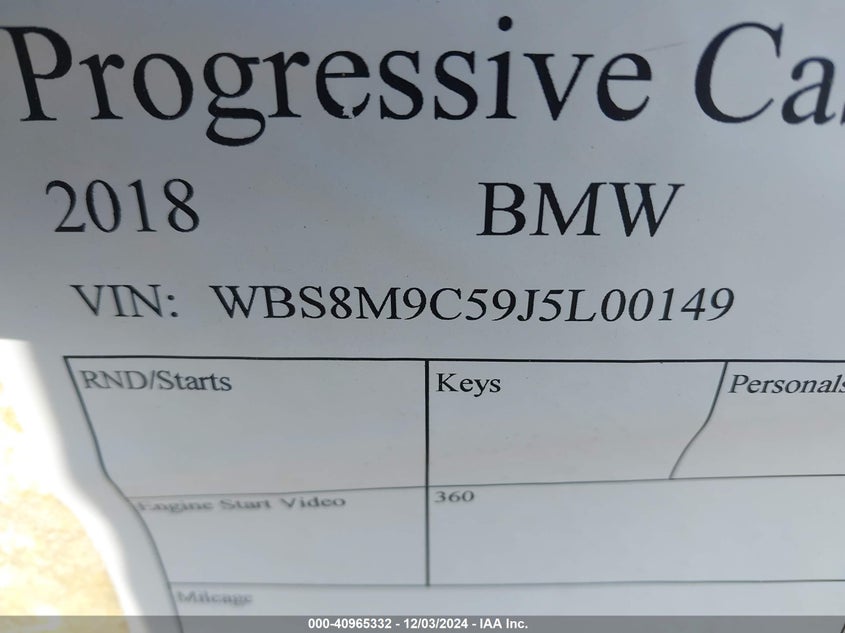 Progressive Cas
2018 BMW
VIN: WBS8M9C59J5L00149
RND/Starts Keys Personals
Engine Start Video 360
Mileage
000-40965332 - 12/03/2024 - IAA Inc.